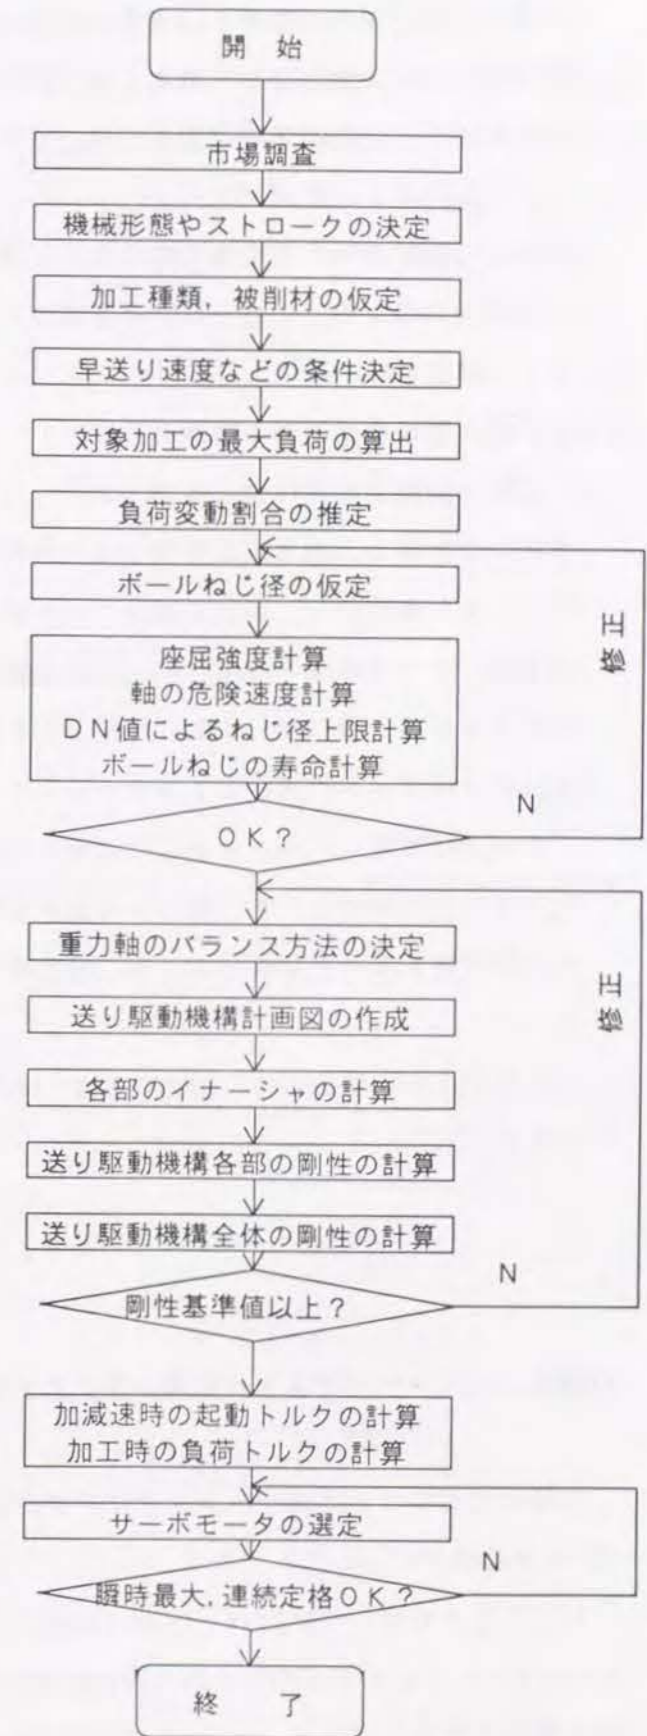 開 始
市場調査
機械形態やストロークの決定
加工種類，被削材の仮定
早送り速度などの条件決定
対象加工の最大負荷の算出
負荷変動割合の推定
ボールねじ径の仮定
修正
座屈強度計算
軸の危険速度計算
ＤＮ値によるねじ径上限計算
ボールねじの寿命計算
N
ＯＫ？
重力軸のバランス方法の決定
修正
送り駆動機構計画図の作成
各部のイナーシャの計算
送り駆動機構各部の剛性の計算
送り駆動機構全体の剛性の計算
N
剛性基準値以上？
加減速時の起動トルクの計算
加工時の負荷トルクの計算
サーボモータの選定
N
瞬時最大，連続定格ＯＫ？
終 了